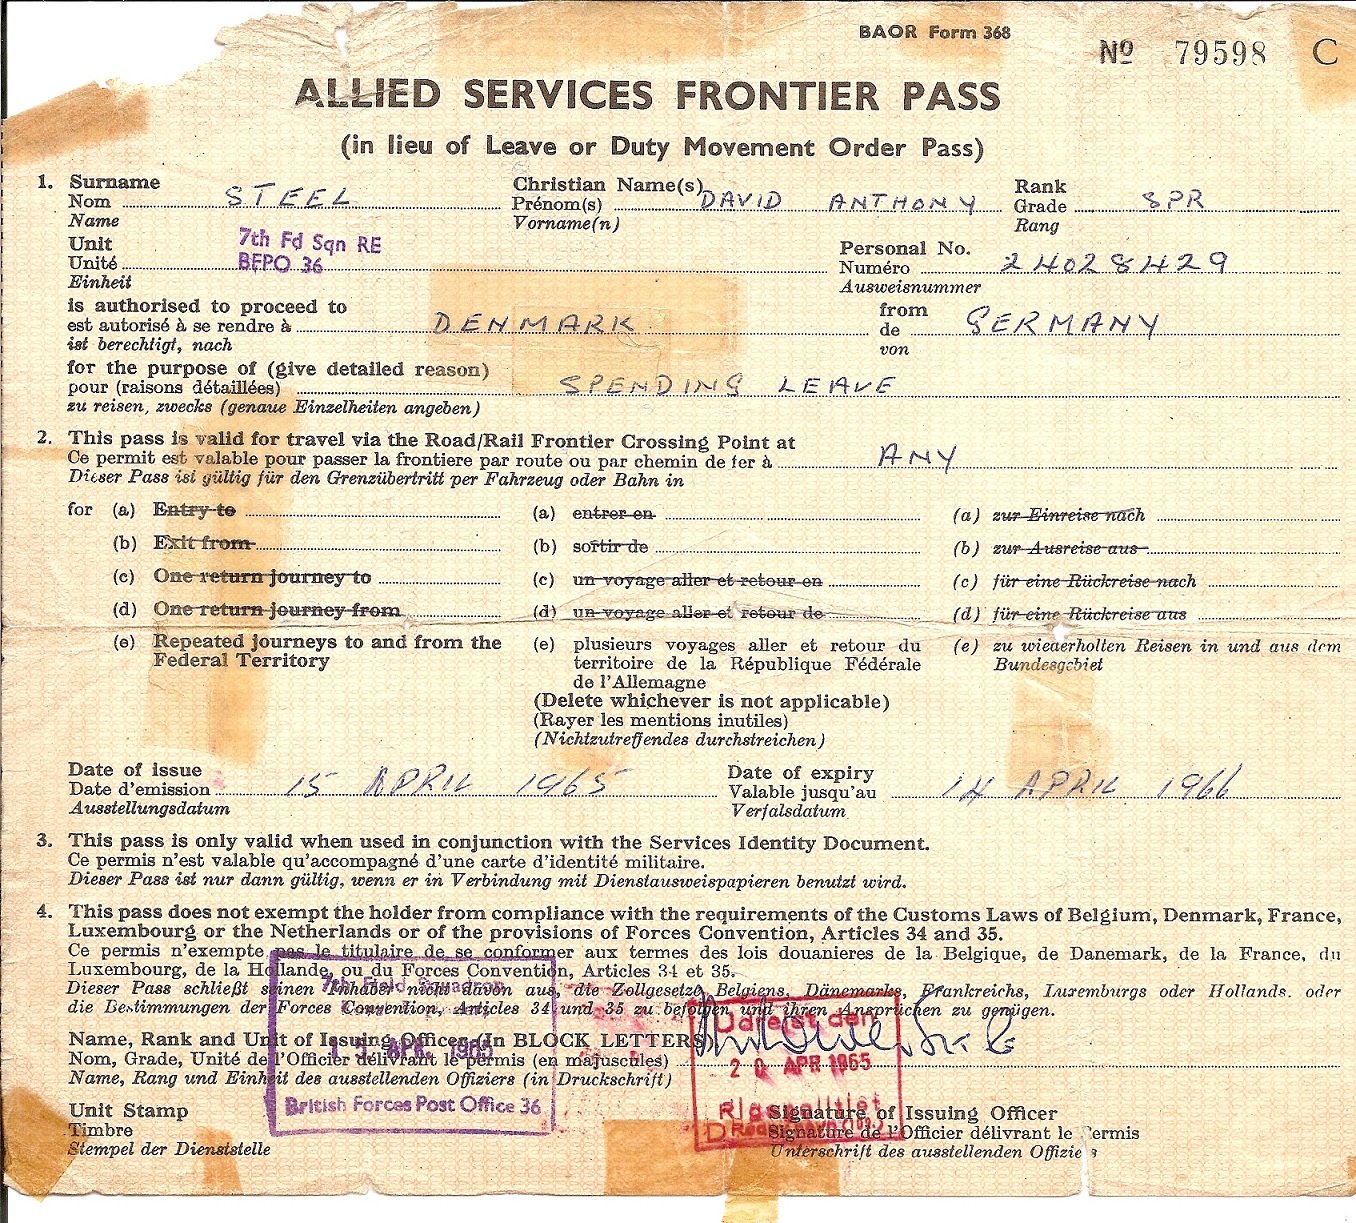 BAOR Form 368
Nº 79598 C
ALLIED SERVICES FRONTIER PASS
(in lieu of Leave or Duty Movement Order Pass)
1. Surname STEEL Christian Name(s) DAVID ANTHONY Rank SPR
Nom Prénom(s) Grade
Name Vorname(n) Rang
Unit 7th Fd Sqn RE Personal No. 24028429
Unité BFPO 36 Numéro
Einheit Ausweisnummer
is authorised to proceed to DENMARK from GERMANY
est autorisé à se rendre à de
ist berechtigt, nach von
for the purpose of (give detailed reason) SPENDING LEAVE
pour (raisons détaillées)
zu reisen, zwecks (genaue Einzelheiten angeben)
2. This pass is valid for travel via the Road/Rail Frontier Crossing Point at ANY
Ce permit est valable pour passer la frontiere par route ou par chemin de fer à
Dieser Pass ist gültig für den Grenzübertritt per Fahrzeug oder Bahn in
for (a) Entry to (a) entrer en (a) zur Einreise nach
(b) Exit from (b) sortir de (b) zur Ausreise aus
(c) One return journey to (c) un voyage aller et retour en (c) für eine Rückreise nach
(d) One return journey from (d) un voyage aller et retour de (d) für eine Rückreise aus
(e) Repeated journeys to and from the (e) plusieurs voyages aller et retour du (e) zu wiederholten Reisen in und aus dem
Federal Territory territoire de la République Fédérale Bundesgebiet
de l'Allemagne
(Delete whichever is not applicable)
(Rayer les mentions inutiles)
(Nichtzutreffendes durchstreichen)
Date of issue 15 APRIL 1965 Date of expiry 14 APRIL 1966
Date d'emission Valable jusqu'au
Ausstellungsdatum Verfalsdatum
3. This pass is only valid when used in conjunction with the Services Identity Document.
Ce permis n'est valable qu'accompagné d'une carte d'identité militaire.
Dieser Pass ist nur dann gültig, wenn er in Verbindung mit Dienstausweispapieren benutzt wird.
4. This pass does not exempt the holder from compliance with the requirements of the Customs Laws of Belgium, Denmark, France,
Luxembourg or the Netherlands or of the provisions of Forces Convention, Articles 34 and 35.
Ce permis n'exempte pas le titulaire de se conformer aux termes des lois douanieres de la Belgique, de Danemark, de la France, du
Luxembourg, de la Hollande, ou du Forces Convention, Articles 34 et 35.
Dieser Pass schließt seinen Inhaber nicht davon aus, die Zollgesetze Belgiens, Dänemarks, Frankreichs, Luxemburgs oder Hollands. oder
die Bestimmungen der Forces Convention, Articles 34 und 35 zu befolgen und ihren Ansprüchen zu genügen.
7th Field Squadron
Udrejst den
Name, Rank and Unit of Issuing Officer (In BLOCK LETTERS)
APR 1965
Nom, Grade, Unité de l'Officier délivrant le permis (en majuscules)
20 APR 1965
Name, Rang und Einheit des ausstellenden Offiziers (in Druckschrift)
British Forces Post Office 36
Rigspolitiet
Unit Stamp Signature of Issuing Officer
Timbre Signature de l'Officier délivrant le Permis
Stempel der Dienststelle Unterschrift des ausstellenden Offiziers